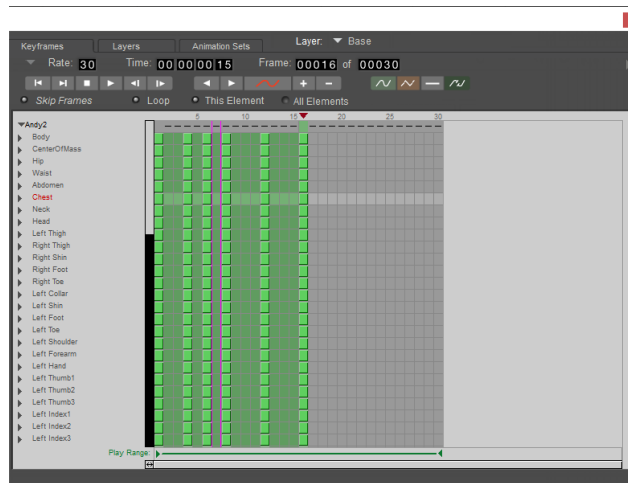 Layer: Base
Keyframes Layers Animation Sets
Rate: 30 Time: 00 00 00 15 Frame: 00016 of 00030
Skip Frames Loop This Element All Elements
5 10 15 20 25 30
Andy2
Body
CenterOfMass
Hip
Waist
Abdomen
Chest
Neck
Head
Left Thigh
Right Thigh
Right Shin
Right Foot
Right Toe
Left Collar
Left Shin
Left Foot
Left Toe
Left Shoulder
Left Forearm
Left Hand
Left Thumb1
Left Thumb2
Left Thumb3
Left Index1
Left Index2
Left Index3
Play Range: